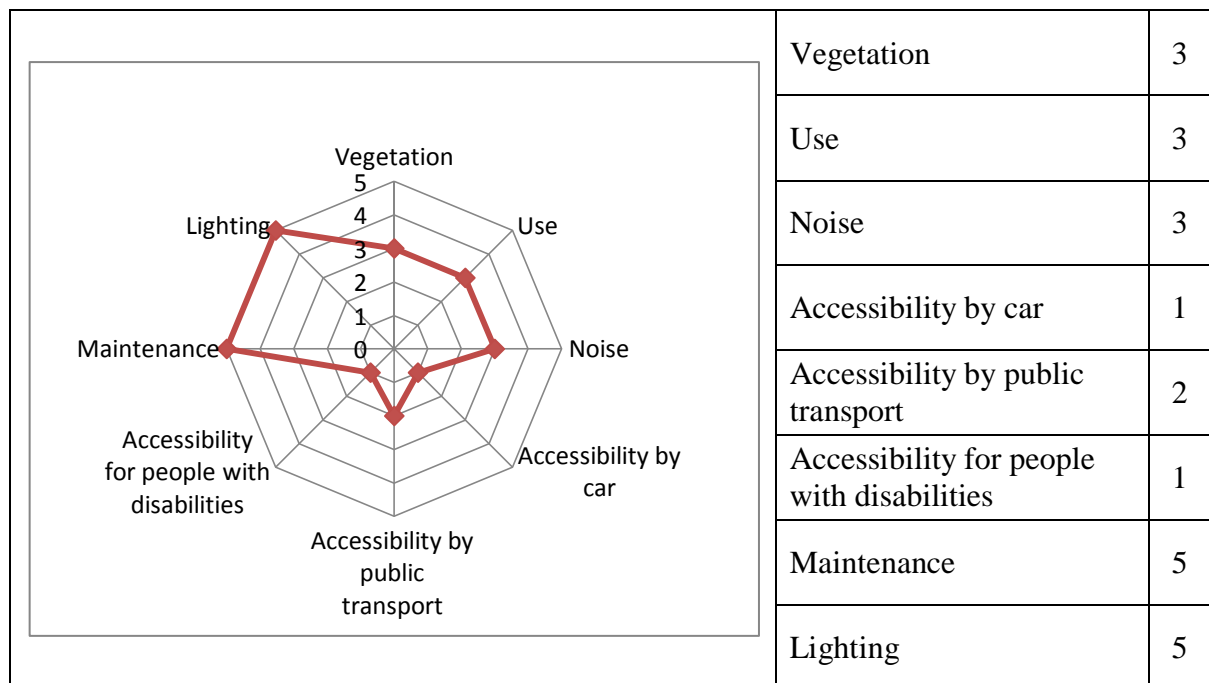 Vegetation
5
4
3
2
1
0
Lighting
Use
Maintenance
Noise
Accessibility
for people with
disabilities
Accessibility by
car
Accessibility by
public
transport
Vegetation 3
Use 3
Noise 3
Accessibility by car 1
Accessibility by public
transport 2
Accessibility for people
with disabilities 1
Maintenance 5
Lighting 5